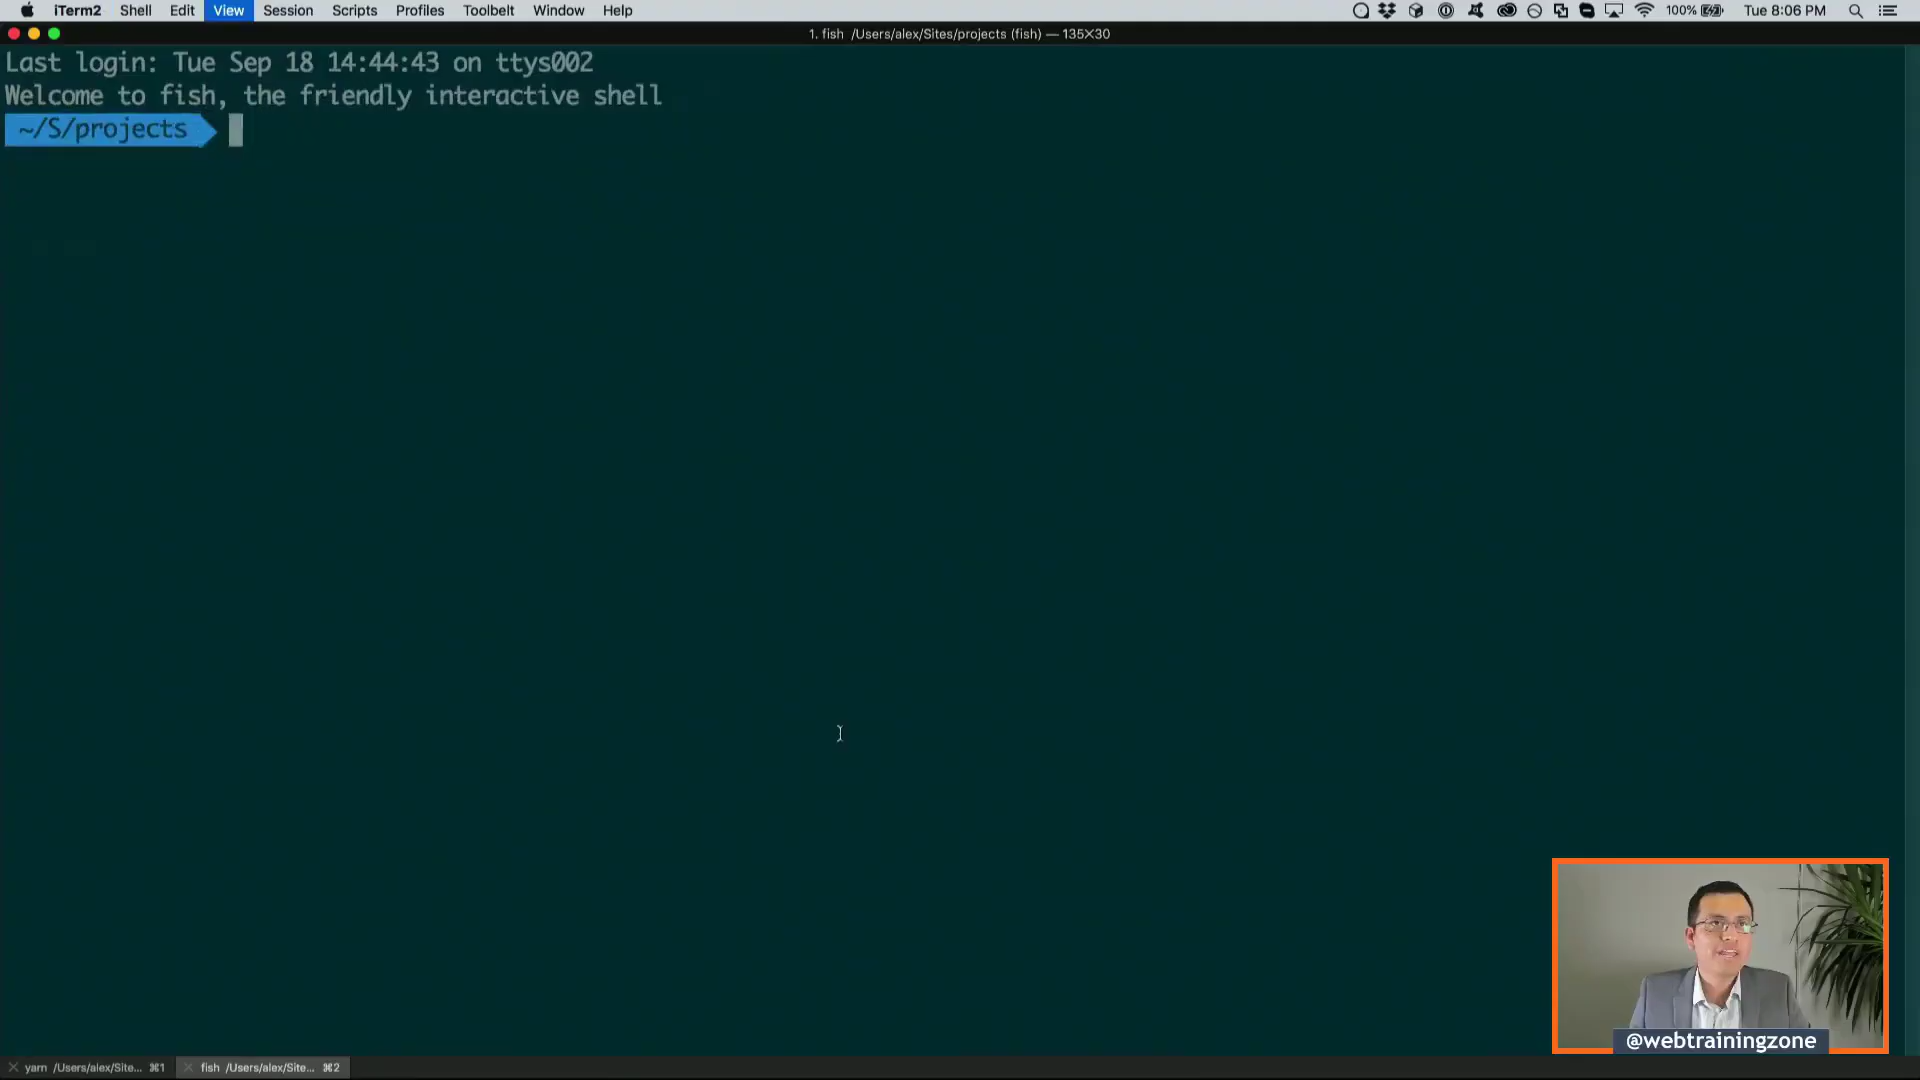 iTerm2 Shell Edit View Session Scripts Profiles Toolbelt Window Help 100% Tue 8:06 PM
1. fish /Users/alex/Sites/projects (fish) — 135×30
Last login: Tue Sep 18 14:44:43 on ttys002
Welcome to fish, the friendly interactive shell
~/S/projects
@webtrainingzone
yarn /Users/alex/Site... ⌘1 fish /Users/alex/Site... ⌘2